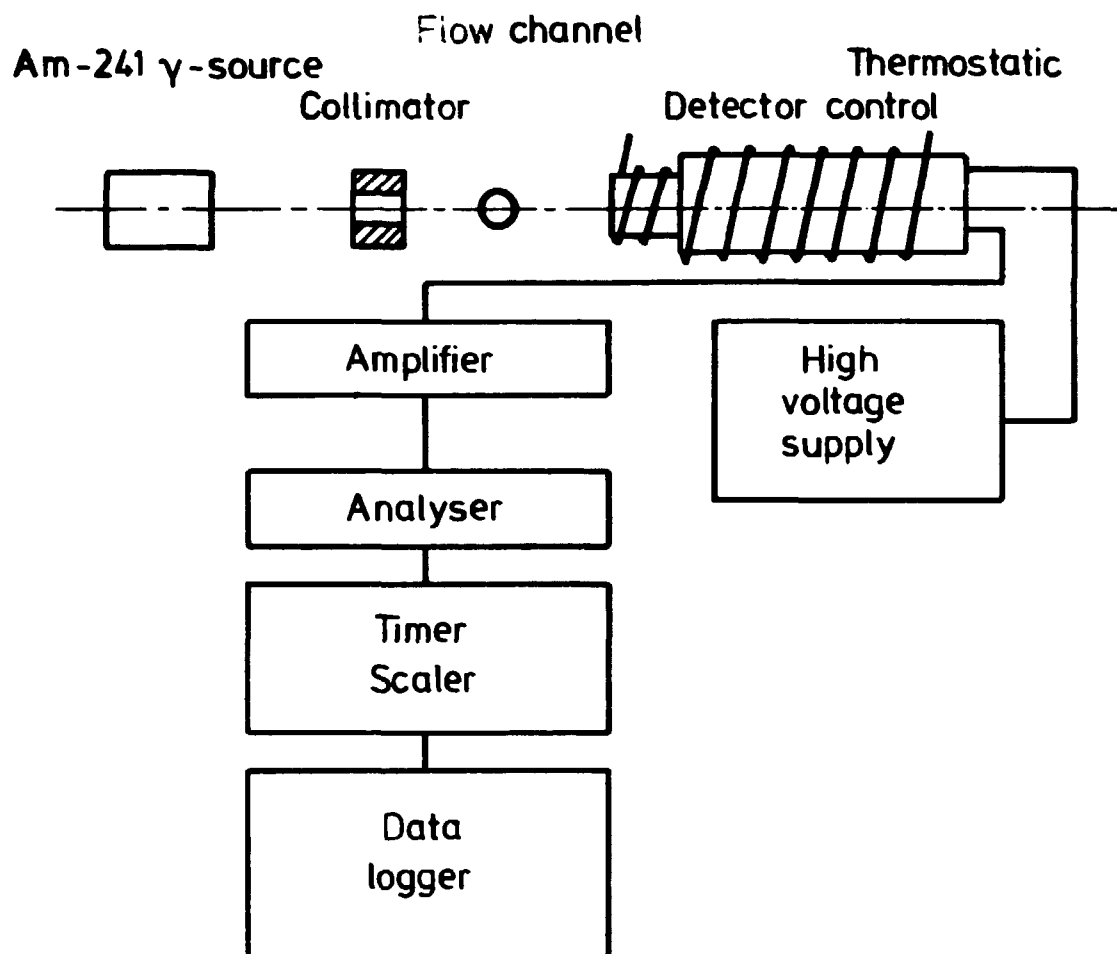 Flow channel
Am-241 γ-source
Thermostatic
Collimator
Detector control
Amplifier
High
voltage
supply
Analyser
Timer
Scaler
Data
logger